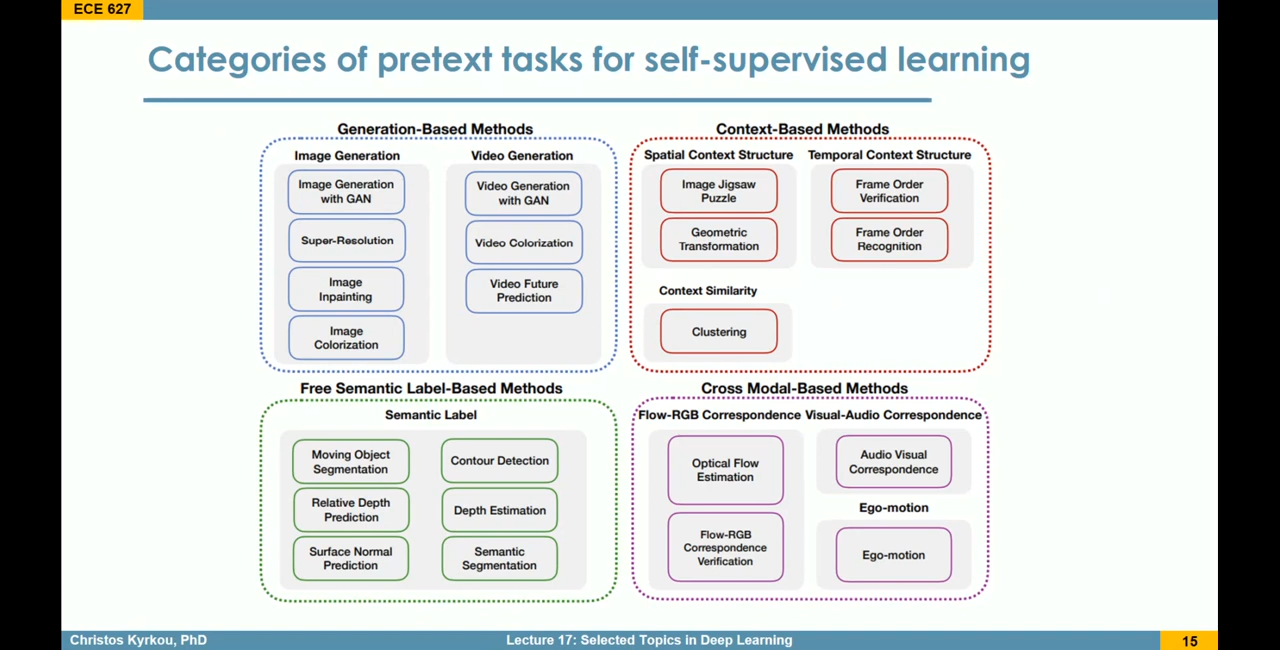 ECE 627
Categories of pretext tasks for self-supervised learning
Generation-Based Methods
Image Generation
Image Generation
with GAN
Super-Resolution
Image
Inpainting
Image
Colorization
Video Generation
Video Generation
with GAN
Video Colorization
Video Future
Prediction
Context-Based Methods
Spatial Context Structure
Image Jigsaw
Puzzle
Geometric
Transformation
Temporal Context Structure
Frame Order
Verification
Frame Order
Recognition
Context Similarity
Clustering
Free Semantic Label-Based Methods
Semantic Label
Moving Object
Segmentation
Relative Depth
Prediction
Surface Normal
Prediction
Contour Detection
Depth Estimation
Semantic
Segmentation
Cross Modal-Based Methods
Flow-RGB Correspondence
Optical Flow
Estimation
Flow-RGB
Correspondence
Verification
Visual-Audio Correspondence
Audio Visual
Correspondence
Ego-motion
Ego-motion
Christos Kyrkou, PhD
Lecture 17: Selected Topics in Deep Learning
15